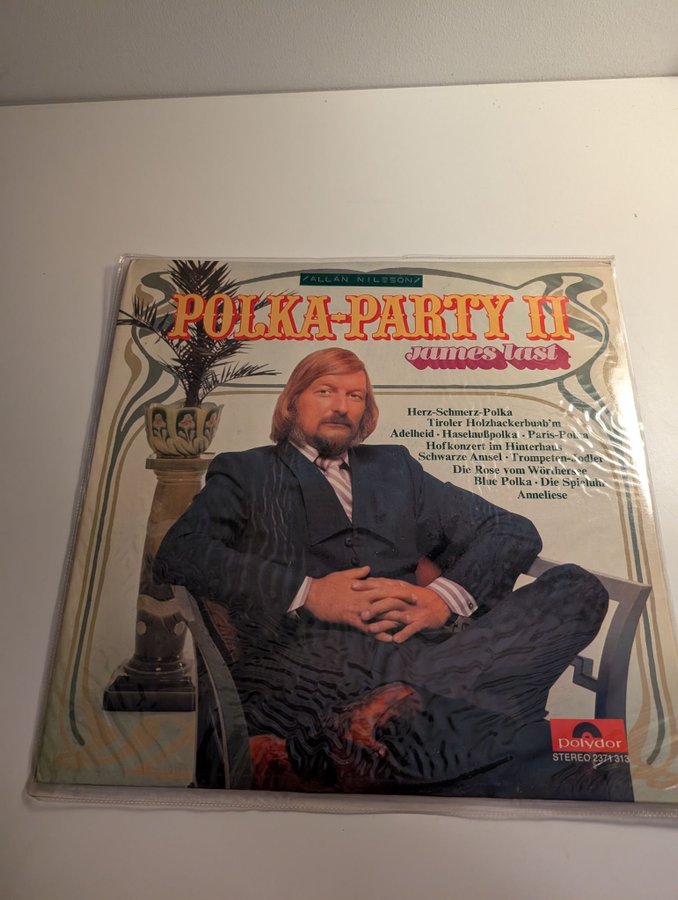 /ALLAN NILSSON/
POLKA-PARTY II
james last
Herz-Schmerz-Polka
Tiroler Holzhackerbuab'm
Adelheid · Haselnußpolka · Paris-Polka
Hofkonzert im Hinterhaus
Schwarze Amsel · Trompeten-Jodler
Die Rose vom Wörthersee
Blue Polka · Die Spieluhr
Anneliese
Polydor
STEREO 2371 313